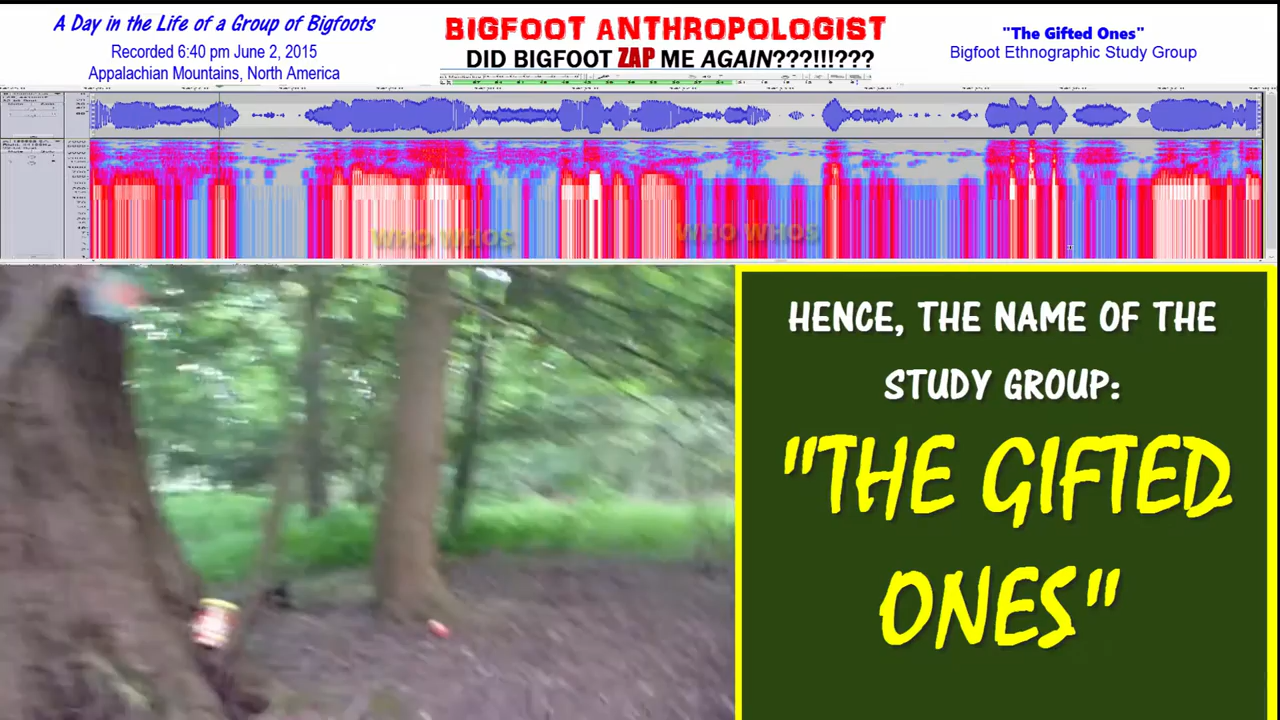 A Day in the Life of a Group of Bigfoots
Recorded 6:40 pm June 2, 2015
Appalachian Mountains, North America
BIGFOOT ANTHROPOLOGIST
DID BIGFOOT ZAP ME AGAIN???!!!???
"The Gifted Ones"
Bigfoot Ethnographic Study Group
WHO WHOS
WHO WHOS
HENCE, THE NAME OF THE
STUDY GROUP:
"THE GIFTED
ONES"